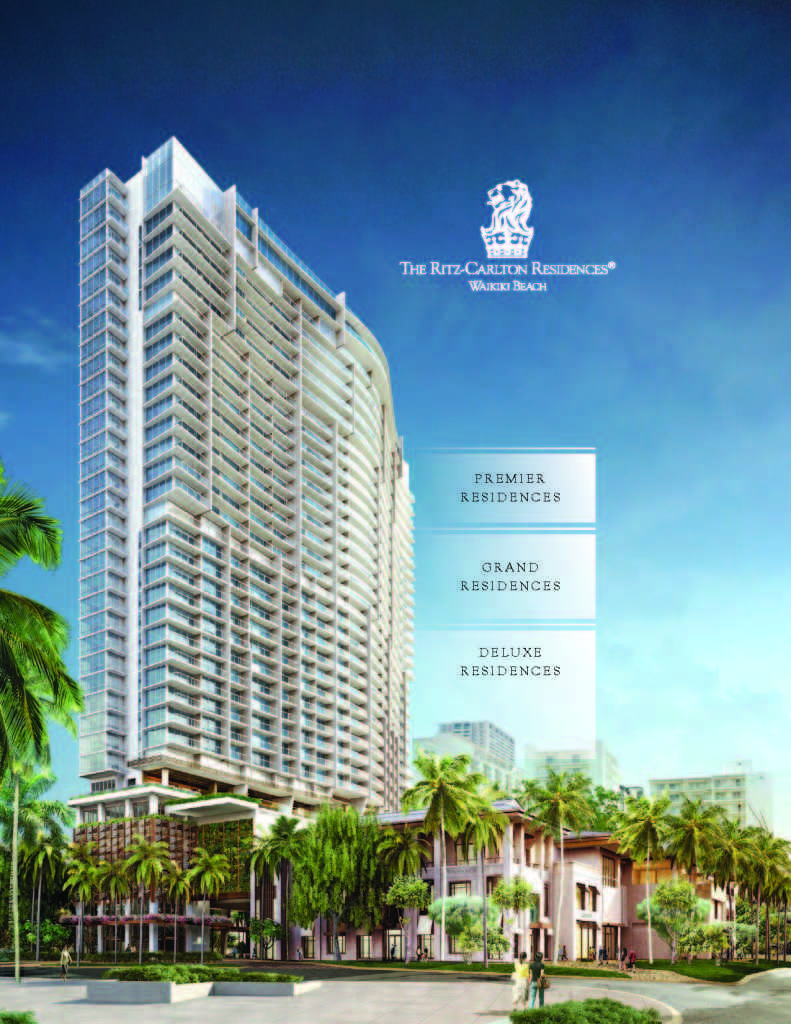 THE RITZ-CARLTON RESIDENCES®
WAIKIKI BEACH
PREMIER
RESIDENCES
GRAND
RESIDENCES
DELUXE
RESIDENCES